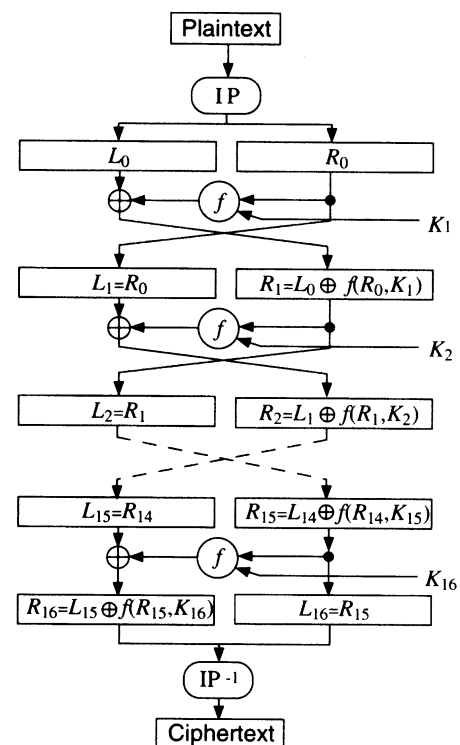 Plaintext
IP
L₀ R₀
⊕ f
K₁
L₁=R₀ R₁=L₀⊕ f(R₀,K₁)
⊕ f
K₂
L₂=R₁ R₂=L₁⊕ f(R₁,K₂)
L₁₅=R₁₄ R₁₅=L₁₄⊕f(R₁₄,K₁₅)
⊕ f
K₁₆
R₁₆=L₁₅⊕f(R₁₅,K₁₆) L₁₆=R₁₅
IP⁻¹
Ciphertext